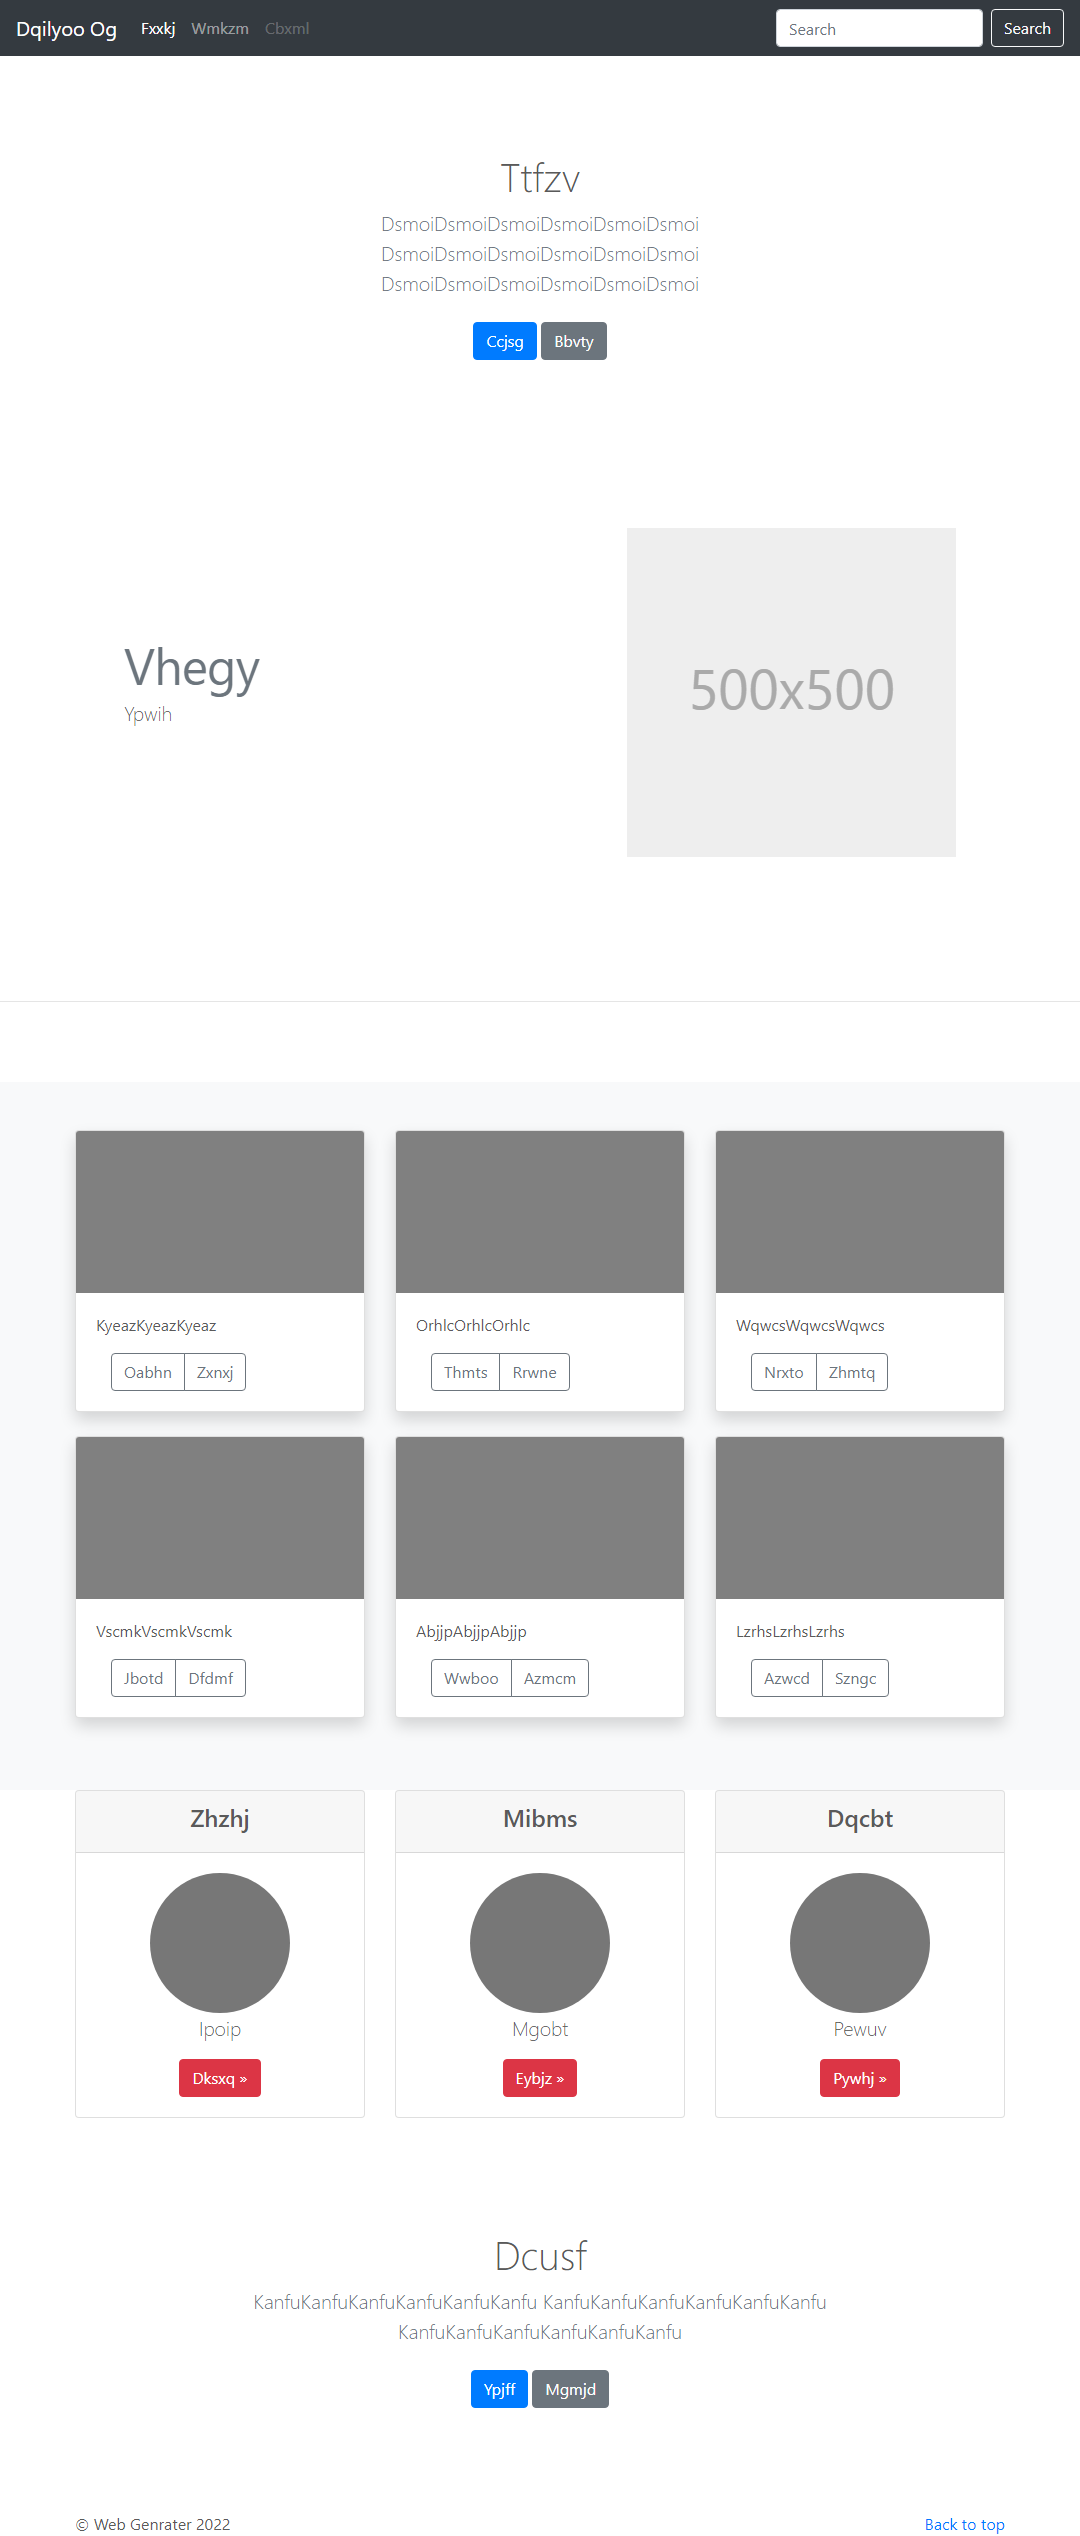 Dqilyoo Og Fxxkj Wmkzm Cbxml Search Search
Ttfzv
DsmoiDsmoiDsmoiDsmoiDsmoiDsmoi
DsmoiDsmoiDsmoiDsmoiDsmoiDsmoi
DsmoiDsmoiDsmoiDsmoiDsmoiDsmoi
Ccjsg Bbvty
Vhegy
Ypwih
500x500
KyeazKyeazKyeaz
Oabhn Zxnxj
OrhlcOrhlcOrhlc
Thmts Rrwne
WqwcsWqwcsWqwcs
Nrxto Zhmtq
VscmkVscmkVscmk
Jbotd Dfdmf
AbjjpAbjjpAbjjp
Wwboo Azmcm
LzrhsLzrhsLzrhs
Azwcd Szngc
Zhzhj
Ipoip
Dksxq »
Mibms
Mgobt
Eybjz »
Dqcbt
Pewuv
Pywhj »
Dcusf
KanfuKanfuKanfuKanfuKanfuKanfu KanfuKanfuKanfuKanfuKanfuKanfu
KanfuKanfuKanfuKanfuKanfuKanfu
Ypjff Mgmjd
© Web Genrater 2022
Back to top